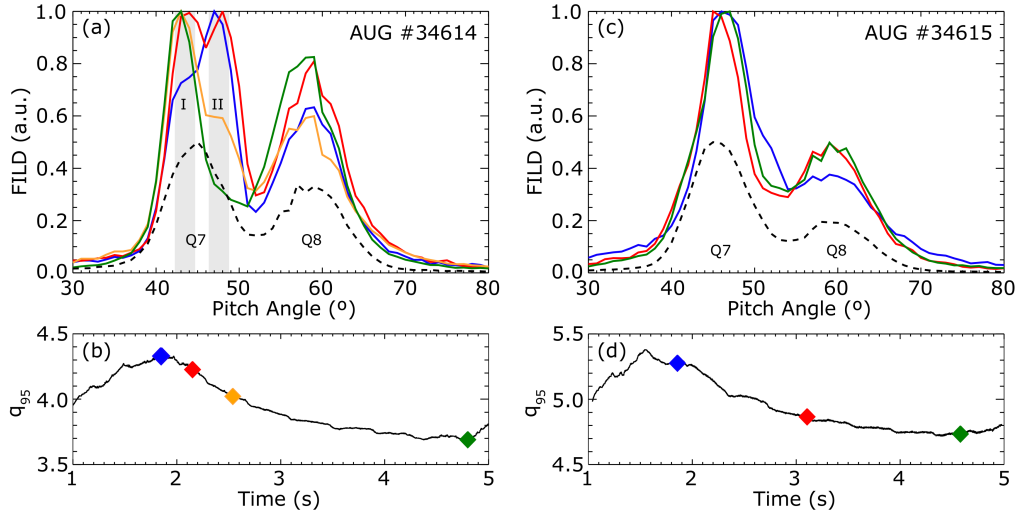 (a) AUG #34614
FILD (a.u.)
1.0
0.8
0.6
0.4
0.2
0.0
I II
Q7 Q8
30 40 50 60 70 80
Pitch Angle (º)
(c) AUG #34615
FILD (a.u.)
1.0
0.8
0.6
0.4
0.2
0.0
Q7 Q8
30 40 50 60 70 80
Pitch Angle (º)
(b)
q95
4.5
4.0
3.5
1 2 3 4 5
Time (s)
(d)
q95
5.5
5.0
4.5
1 2 3 4 5
Time (s)